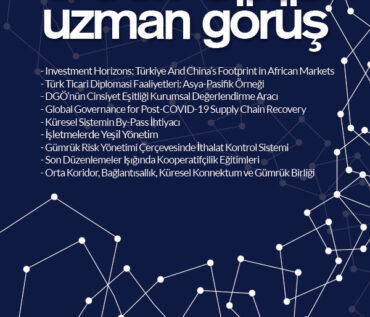 uzman görüş
- Investment Horizons: Türkiye And China's Footprint in African Markets
- Türk Ticari Diplomasi Faaliyetleri: Asya-Pasifik Örneği
- DGÖ'nün Cinsiyet Eşitliği Kurumsal Değerlendirme Aracı
- Global Governance for Post-COVID-19 Supply Chain Recovery
- Küresel Sistemin By-Pass İhtiyacı
- İşletmelerde Yeşil Yönetim
- Gümrük Risk Yönetimi Çerçevesinde İthalat Kontrol Sistemi
- Son Düzenlemeler Işığında Kooperatifçilik Eğitimleri
- Orta Koridor, Bağlantısallık, Küresel Konnektum ve Gümrük Birliği